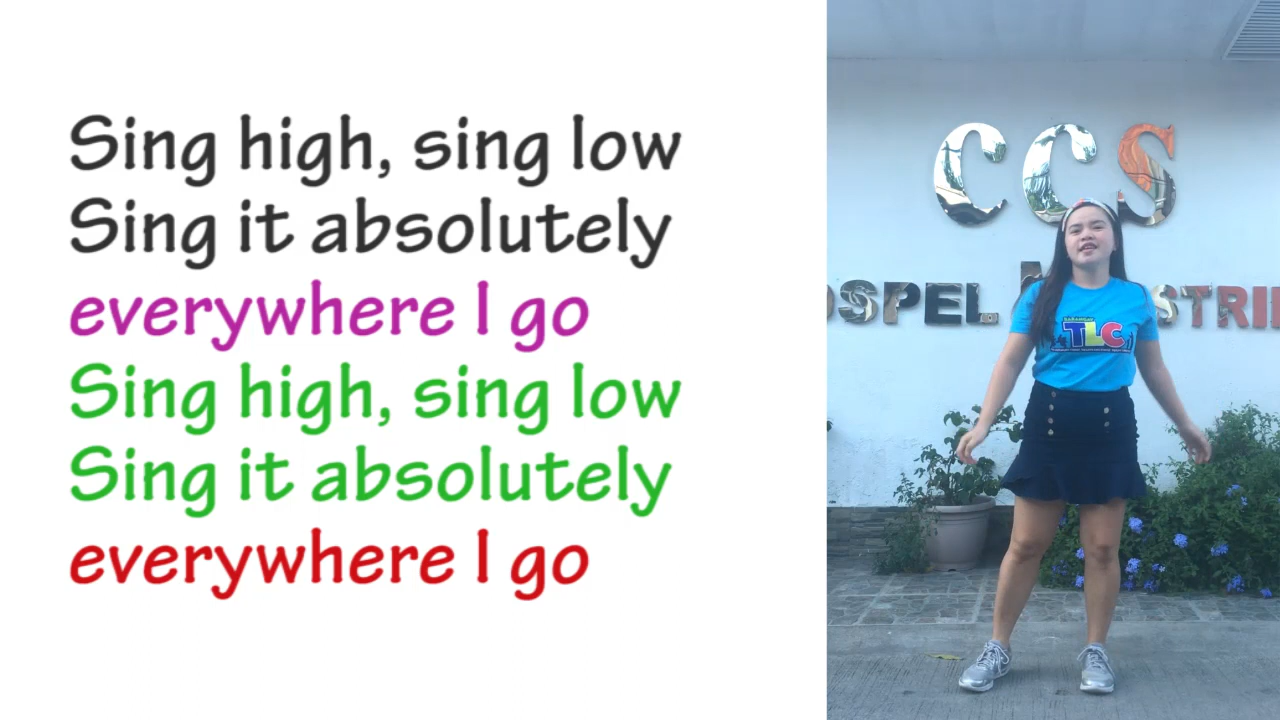 Sing high, sing low
Sing it absolutely
everywhere I go
Sing high, sing low
Sing it absolutely
everywhere I go
CCS
TLC